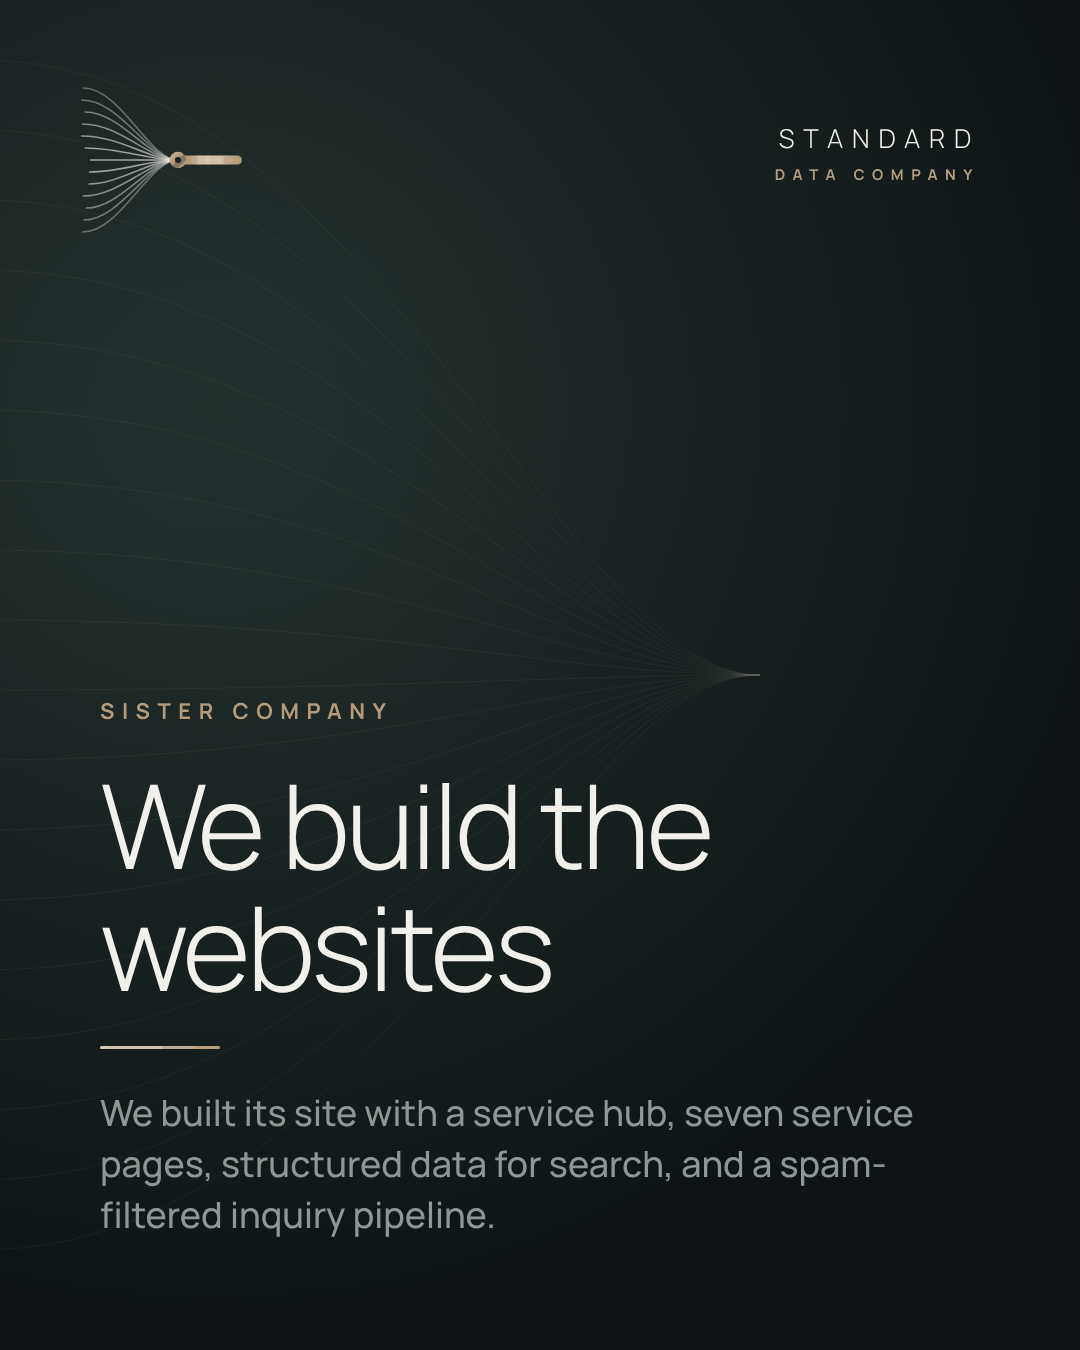 STANDARD
DATA COMPANY
SISTER COMPANY
We build the
websites
We built its site with a service hub, seven service
pages, structured data for search, and a spam-
filtered inquiry pipeline.